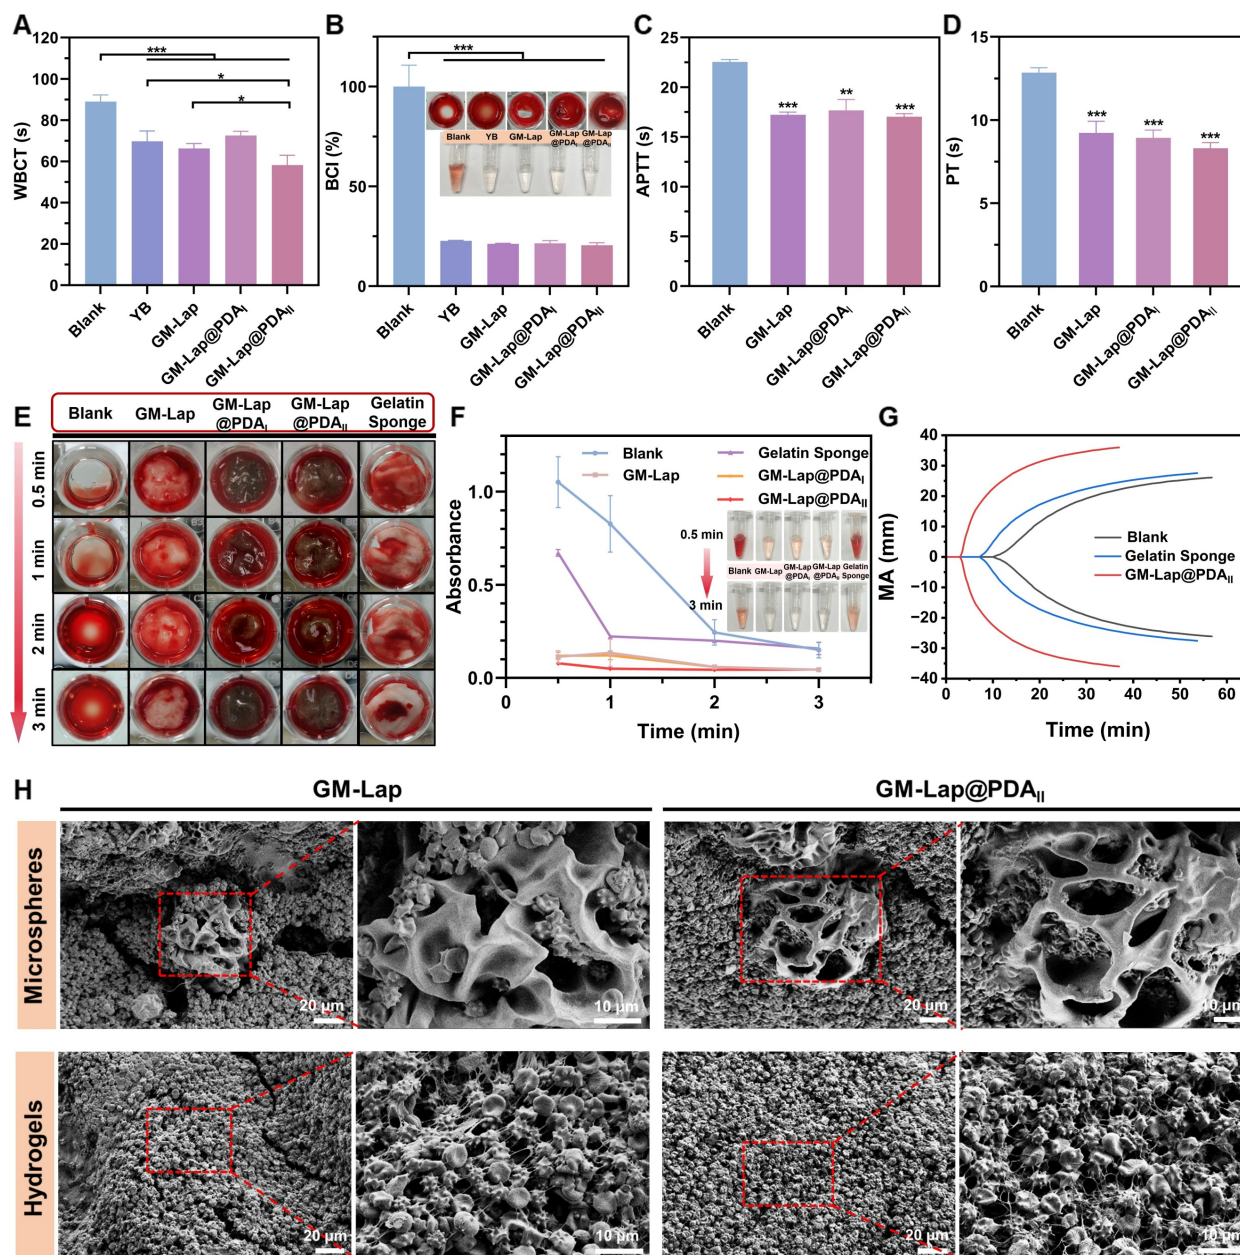 A
WBCT (s)
120
100
80
60
40
20
0
***
*
*
Blank
YB
GM-Lap
GM-Lap@PDAI
GM-Lap@PDAII
B
BCI (%)
100
50
0
***
Blank
YB
GM-Lap
GM-Lap
@PDAI
GM-Lap
@PDAII
Blank
YB
GM-Lap
GM-Lap@PDAI
GM-Lap@PDAII
C
APTT (s)
25
20
15
10
5
0
***
**
***
Blank
GM-Lap
GM-Lap@PDAI
GM-Lap@PDAII
D
PT (s)
15
10
5
0
***
***
***
Blank
GM-Lap
GM-Lap@PDAI
GM-Lap@PDAII
E
Blank
GM-Lap
GM-Lap
@PDAI
GM-Lap
@PDAII
Gelatin
Sponge
0.5 min
1 min
2 min
3 min
F
Absorbance
1.0
0.5
0.0
0
1
2
3
Time (min)
Blank
GM-Lap
Gelatin Sponge
GM-Lap@PDAI
GM-Lap@PDAII
0.5 min
Blank
GM-Lap
GM-Lap
@PDAI
GM-Lap
@PDAII
Gelatin
Sponge
3 min
G
MA (mm)
40
30
20
10
0
−10
−20
−30
−40
0
10
20
30
40
50
60
Time (min)
Blank
Gelatin Sponge
GM-Lap@PDAII
H
GM-Lap
GM-Lap@PDAII
Microspheres
20 μm
10 μm
20 μm
10 μm
Hydrogels
20 μm
10 μm
20 μm
10 μm